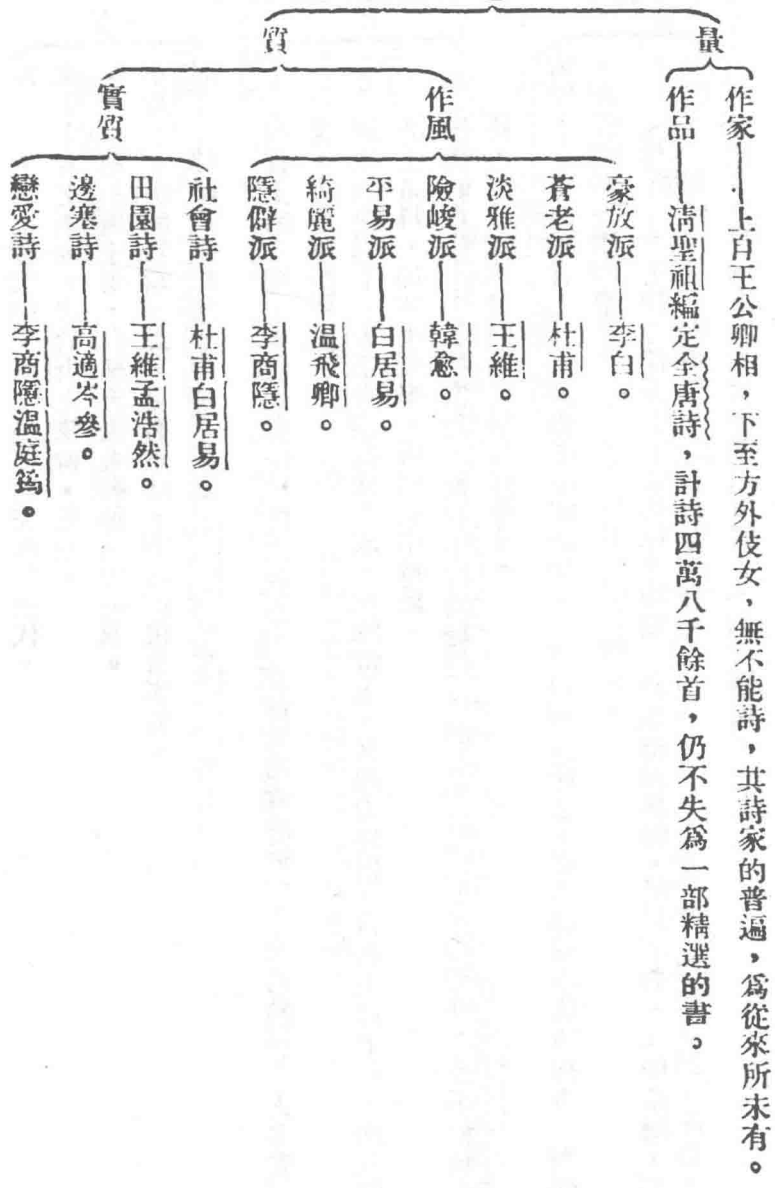 量
作家——上自王公卿相，下至方外伎女，無不能詩，其詩家的普遍，爲從來所未有。
作品——清聖祖編定全唐詩，計詩四萬八千餘首，仍不失爲一部精選的書。
質
作風
豪放派——李白。
蒼老派——杜甫。
淡雅派——王維。
險峻派——韓愈。
平易派——白居易。
綺麗派——溫飛卿。
隱僻派——李商隱。
實質
社會詩——杜甫白居易。
田園詩——王維孟浩然。
邊塞詩——高適岑參。
戀愛詩——李商隱溫庭筠。